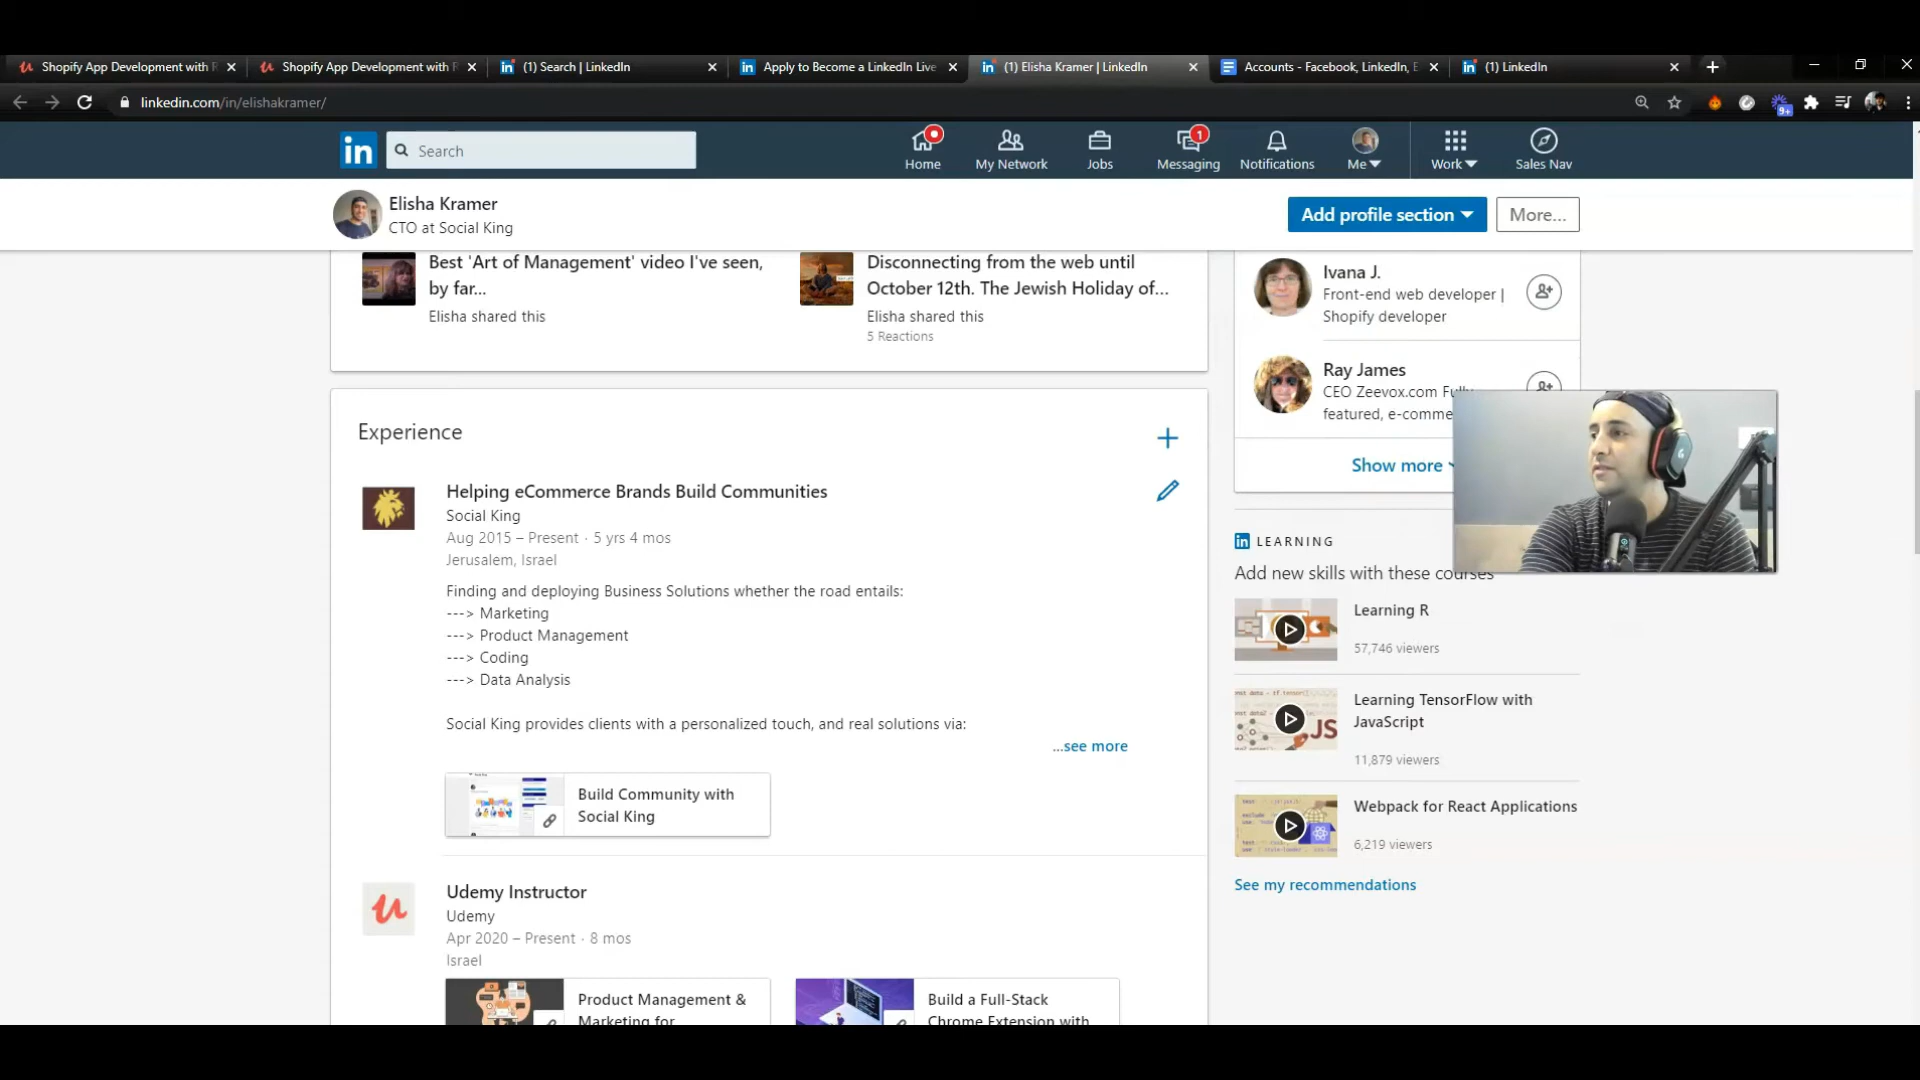 Shopify App Development with R
Shopify App Development with R
(1) Search | LinkedIn
Apply to Become a LinkedIn Live
(1) Elisha Kramer | LinkedIn
Accounts - Facebook, LinkedIn, E
(1) LinkedIn
linkedin.com/in/elishakramer/
9+
in
Search
Home
My Network
Jobs
1
Messaging
Notifications
Me
Work
Sales Nav
Elisha Kramer
CTO at Social King
Add profile section
More...
Best 'Art of Management' video I've seen,
by far...
Elisha shared this
Disconnecting from the web until
October 12th. The Jewish Holiday of...
Elisha shared this
5 Reactions
Experience
Helping eCommerce Brands Build Communities
Social King
Aug 2015 – Present · 5 yrs 4 mos
Jerusalem, Israel
Finding and deploying Business Solutions whether the road entails:
---> Marketing
---> Product Management
---> Coding
---> Data Analysis
Social King provides clients with a personalized touch, and real solutions via:
...see more
Build Community with
Social King
Udemy Instructor
Udemy
Apr 2020 – Present · 8 mos
Israel
Product Management &
Marketing for
Build a Full-Stack
Chrome Extension with
Ivana J.
Front-end web developer |
Shopify developer
Ray James
CEO Zeevox.com Fully
featured, e-comme
Show more
in LEARNING
Add new skills with these courses
Learning R
57,746 viewers
Learning TensorFlow with
JavaScript
11,879 viewers
Webpack for React Applications
6,219 viewers
See my recommendations